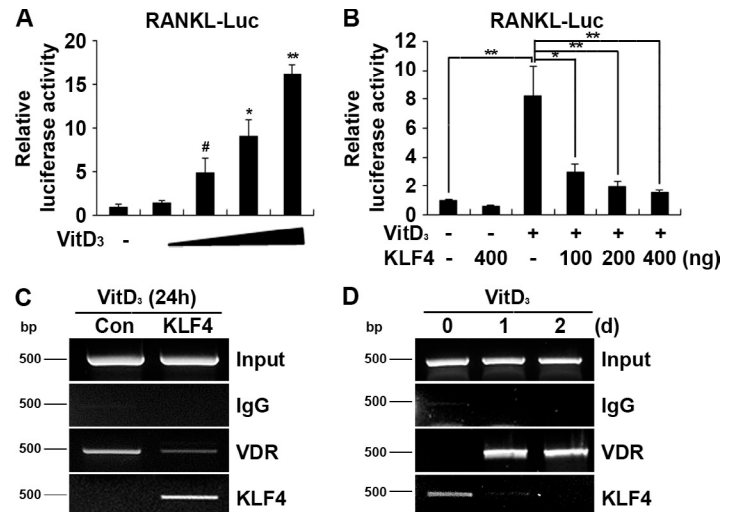 A
RANKL-Luc
Relative
luciferase activity
20
15
10
5
0
#
*
**
VitD₃ -
B
RANKL-Luc
Relative
luciferase activity
12
10
8
6
4
2
0
**
*
**
**
VitD₃ - - + + + +
KLF4 - 400 - 100 200 400 (ng)
C
VitD₃ (24h)
bp Con KLF4
500 Input
500 IgG
500 VDR
500 KLF4
D
VitD₃
bp 0 1 2 (d)
500 Input
500 IgG
500 VDR
500 KLF4